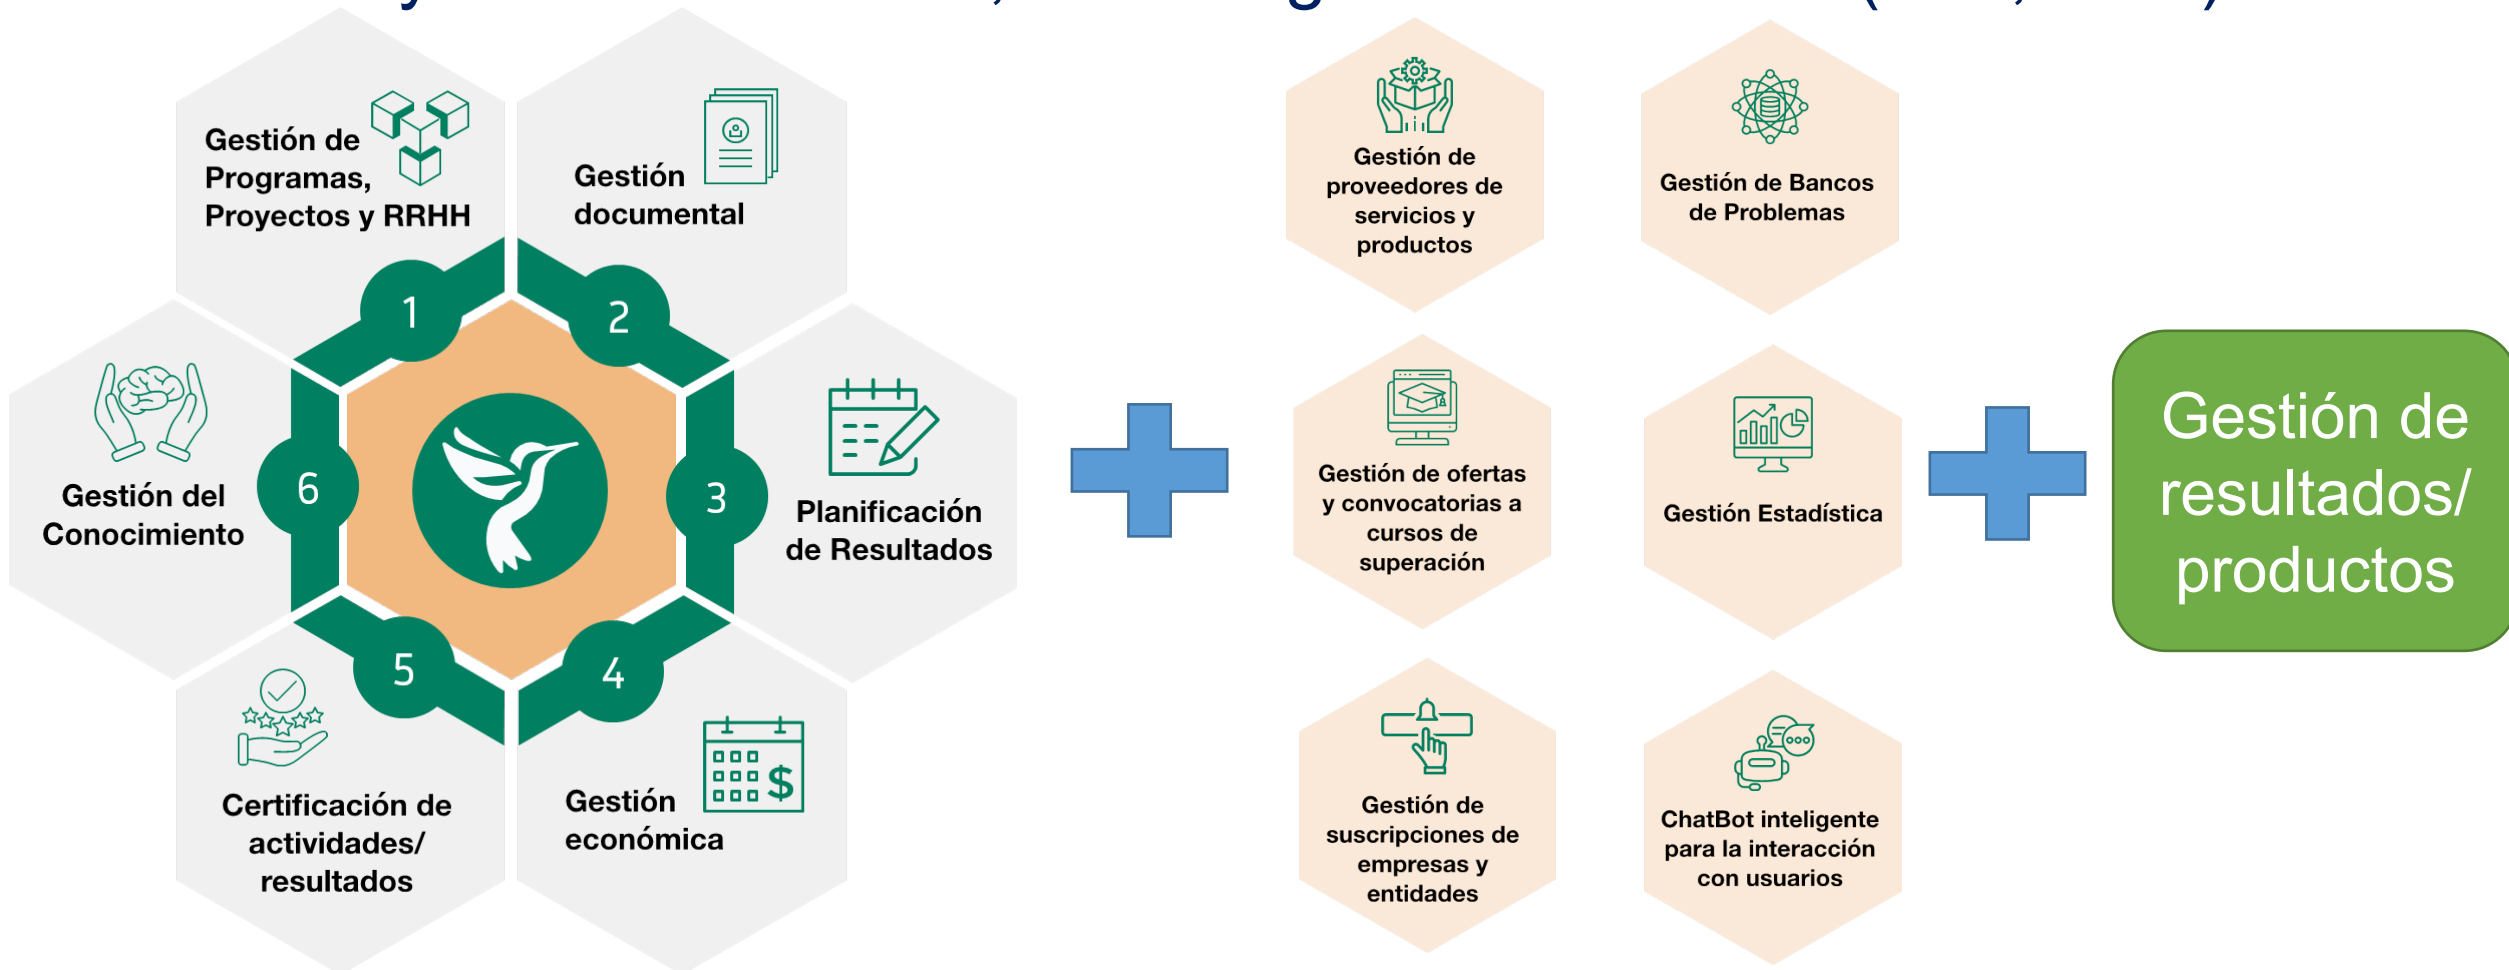 Gestión de
Programas,
Proyectos y RRHH
Gestión
documental
1
2
Gestión del
Conocimiento
6
3
Planificación
de Resultados
5
4
Certificación de
actividades/
resultados
Gestión
económica
$
Gestión de
proveedores de
servicios y
productos
Gestión de Bancos
de Problemas
Gestión de ofertas
y convocatorias a
cursos de
superación
Gestión Estadística
Gestión de
suscripciones de
empresas y
entidades
ChatBot inteligente
para la interacción
con usuarios
Gestión de
resultados/
productos